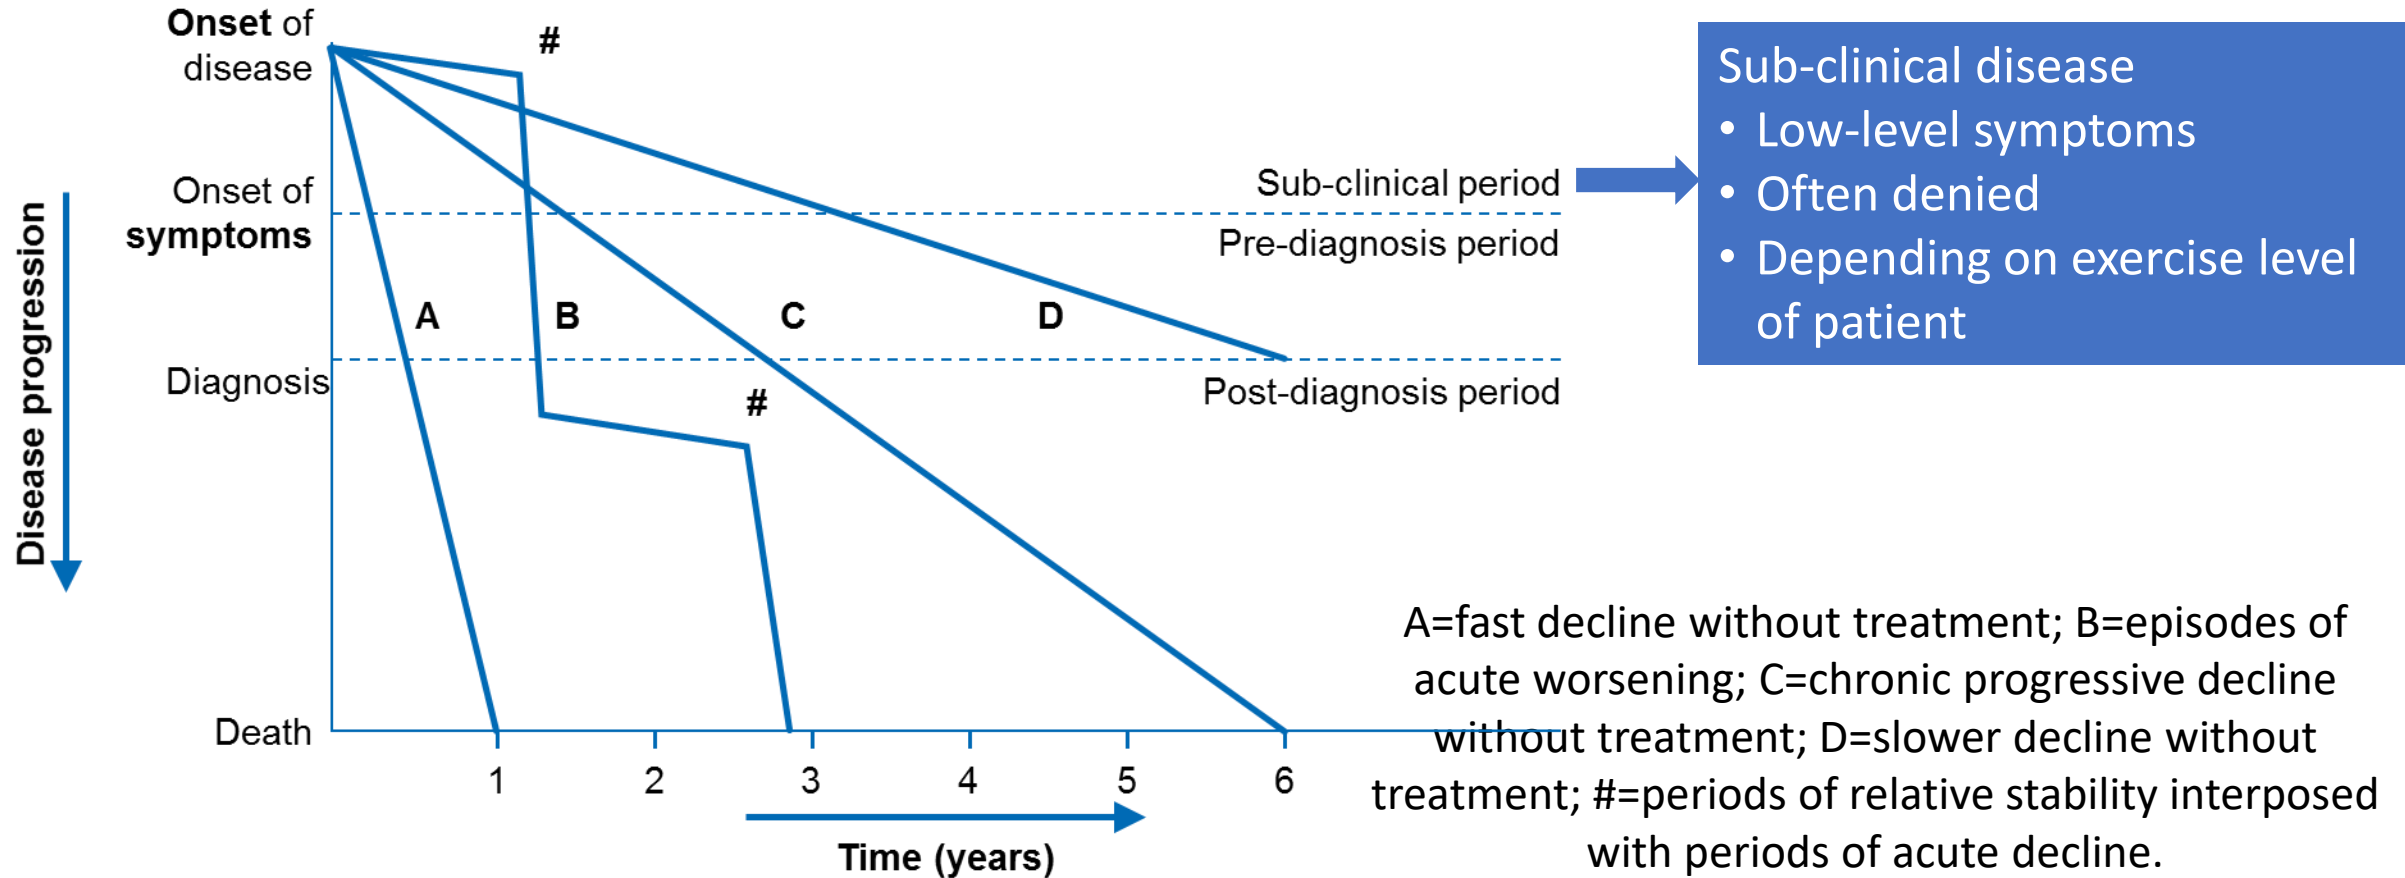 Onset of
disease
#
Onset of
symptoms
Disease progression
A
B
C
D
Sub-clinical period
Pre-diagnosis period
Diagnosis
#
Post-diagnosis period
Death
1
2
3
4
5
6
Time (years)
Sub-clinical disease
• Low-level symptoms
• Often denied
• Depending on exercise level
of patient
A=fast decline without treatment; B=episodes of
acute worsening; C=chronic progressive decline
without treatment; D=slower decline without
treatment; #=periods of relative stability interposed
with periods of acute decline.